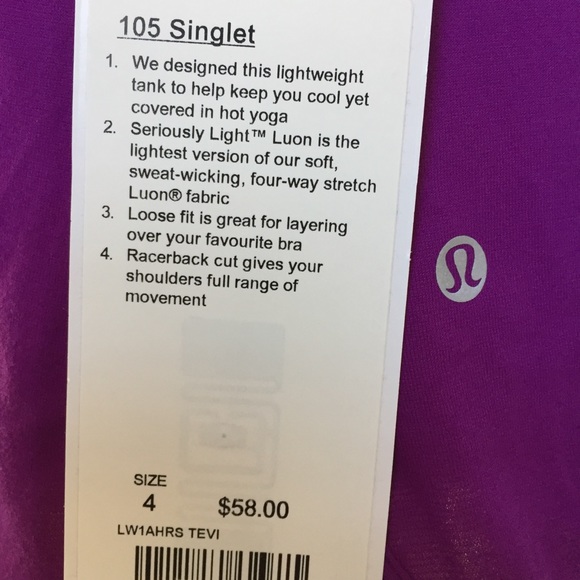 105 Singlet
1. We designed this lightweight
tank to help keep you cool yet
covered in hot yoga
2. Seriously Light™ Luon is the
lightest version of our soft,
sweat-wicking, four-way stretch
Luon® fabric
3. Loose fit is great for layering
over your favourite bra
4. Racerback cut gives your
shoulders full range of
movement
SIZE
4 $58.00
LW1AHRS TEVI